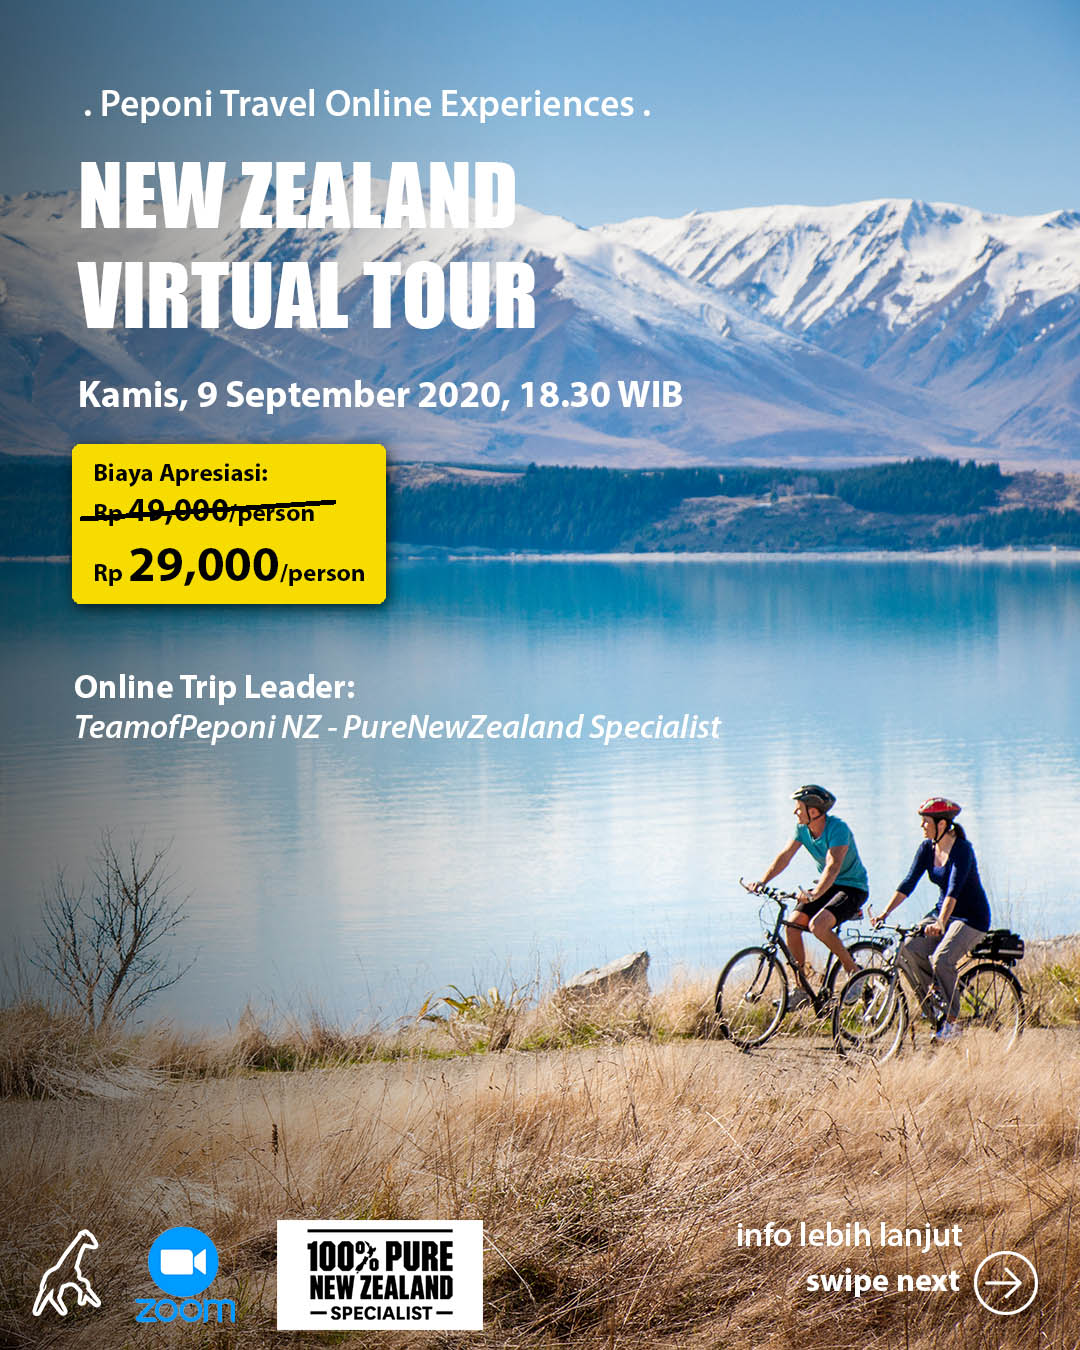 . Peponi Travel Online Experiences .
NEW ZEALAND
VIRTUAL TOUR
Kamis, 9 September 2020, 18.30 WIB
Biaya Apresiasi:
Rp 49,000/person
Rp 29,000/person
Online Trip Leader:
TeamofPeponi NZ - PureNewZealand Specialist
info lebih lanjut
swipe next
zoom
100% PURE
NEW ZEALAND
SPECIALIST